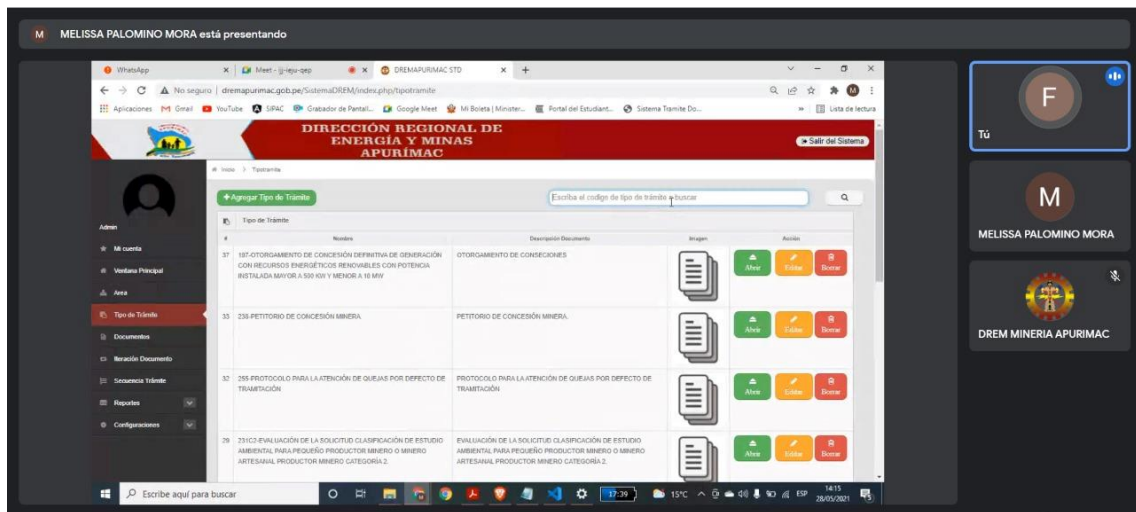 M MELISSA PALOMINO MORA está presentando
WhatsApp
Meet - jj-ieju-qep
DREMAPURIMAC STD
No seguro | dremapurimac.gob.pe/SistemaDREM/index.php/tipotramite
Aplicaciones Gmail YouTube SIPAC Grabador de Pantall... Google Meet Mi Boleta | Minister... Portal del Estudiant... Sistema Tramite Do... » Lista de lectura
DIRECCIÓN REGIONAL DE
ENERGÍA Y MINAS
APURÍMAC
Salir del Sistema
Inicio > Tipotramite
+Agregar Tipo de Trámite
Escriba el codigo de tipo de trámite a buscar
Admin
Mi cuenta
Ventana Principal
Area
Tipo de Trámite
Documentos
Iteración Documento
Secuencia Trámite
Reportes
Configuraciones
Tipo de Trámite
# Nombre Descripción Documento Imagen Acción
37 187-OTORGAMIENTO DE CONCESIÓN DEFINITIVA DE GENERACIÓN OTORGAMIENTO DE CONSECIONES
CON RECURSOS ENERGÉTICOS RENOVABLES CON POTENCIA
INSTALADA MAYOR A 500 KW Y MENOR A 10 MW
Abrir Editar Borrar
33 238-PETITORIO DE CONCESIÓN MINERA. PETITORIO DE CONCESIÓN MINERA.
Abrir Editar Borrar
32 255-PROTOCOLO PARA LA ATENCIÓN DE QUEJAS POR DEFECTO DE PROTOCOLO PARA LA ATENCIÓN DE QUEJAS POR DEFECTO DE
TRAMITACIÓN TRAMITACIÓN
Abrir Editar Borrar
29 231C2-EVALUACIÓN DE LA SOLICITUD CLASIFICACIÓN DE ESTUDIO EVALUACIÓN DE LA SOLICITUD CLASIFICACIÓN DE ESTUDIO
AMBIENTAL PARA PEQUEÑO PRODUCTOR MINERO O MINERO AMBIENTAL PARA PEQUEÑO PRODUCTOR MINERO O MINERO
ARTESANAL PRODUCTOR MINERO CATEGORÍA 2. ARTESANAL PRODUCTOR MINERO CATEGORÍA 2.
Abrir Editar Borrar
Escribe aquí para buscar
17:39
15°C
ESP
14:15
28/05/2021
F
Tú
M
MELISSA PALOMINO MORA
DREM MINERIA APURIMAC